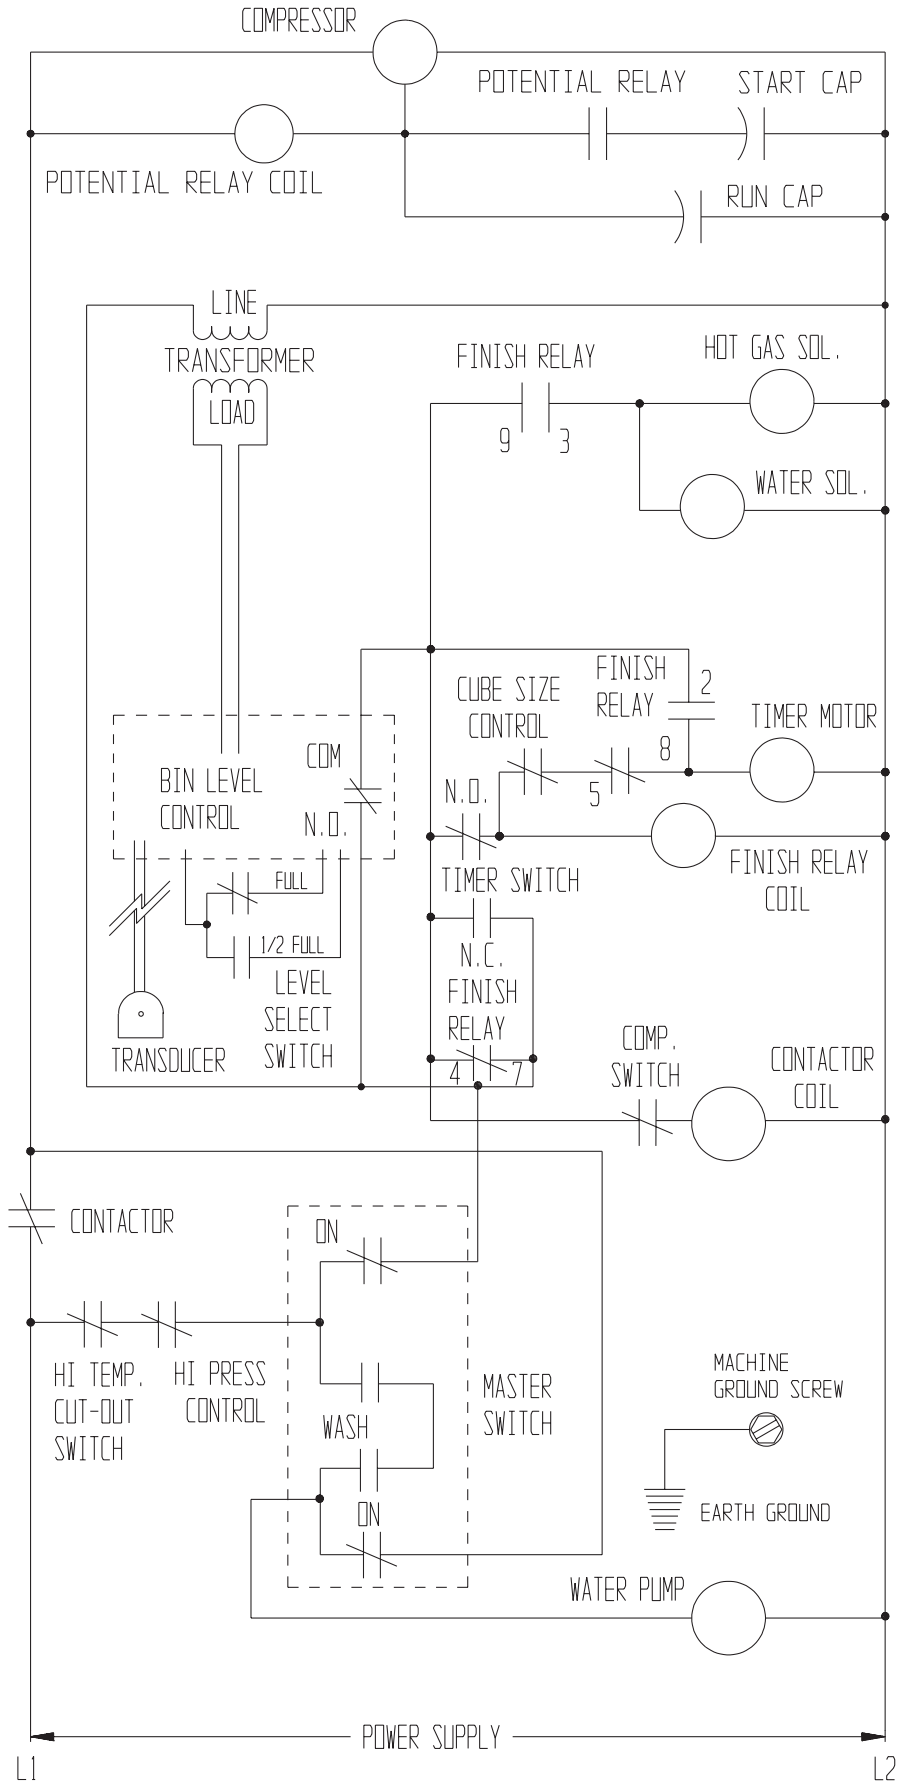 COMPRESSOR
POTENTIAL RELAY
START CAP
POTENTIAL RELAY COIL
RUN CAP
LINE
TRANSFORMER
LOAD
FINISH RELAY
HOT GAS SOL.
9
3
WATER SOL.
FINISH
RELAY
2
CUBE SIZE
CONTROL
TIMER MOTOR
8
COM
BIN LEVEL
CONTROL
N.O.
5
N.O.
FINISH RELAY
COIL
TIMER SWITCH
FULL
1/2 FULL
N.C.
LEVEL
SELECT
SWITCH
FINISH
RELAY
TRANSDUCER
4
7
COMP.
SWITCH
CONTACTOR
COIL
CONTACTOR
ON
HI TEMP.
CUT-OUT
SWITCH
HI PRESS
CONTROL
WASH
MASTER
SWITCH
MACHINE
GROUND SCREW
ON
EARTH GROUND
WATER PUMP
POWER SUPPLY
L1
L2